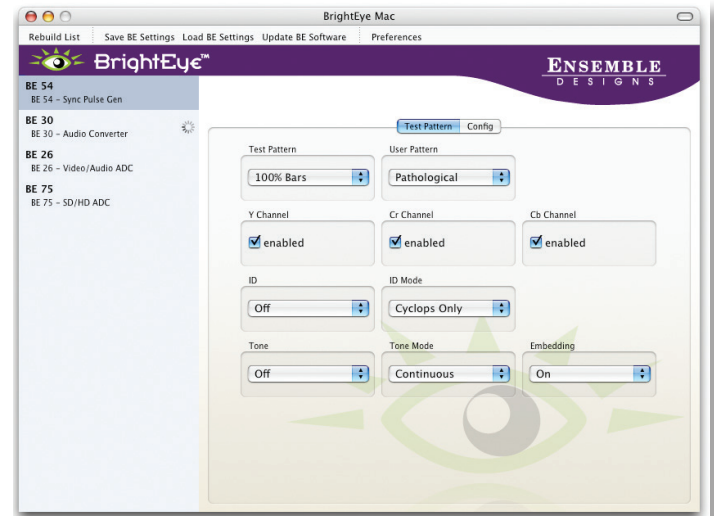 BrightEye Mac
Rebuild List Save BE Settings Load BE Settings Update BE Software Preferences
BrightEye™
ENSEMBLE
DESIGNS
BE 54
BE 54 – Sync Pulse Gen
BE 30
BE 30 – Audio Converter
BE 26
BE 26 – Video/Audio ADC
BE 75
BE 75 – SD/HD ADC
Test Pattern Config
Test Pattern User Pattern
100% Bars Pathological
Y Channel Cr Channel Cb Channel
enabled enabled enabled
ID ID Mode
Off Cyclops Only
Tone Tone Mode Embedding
Off Continuous On